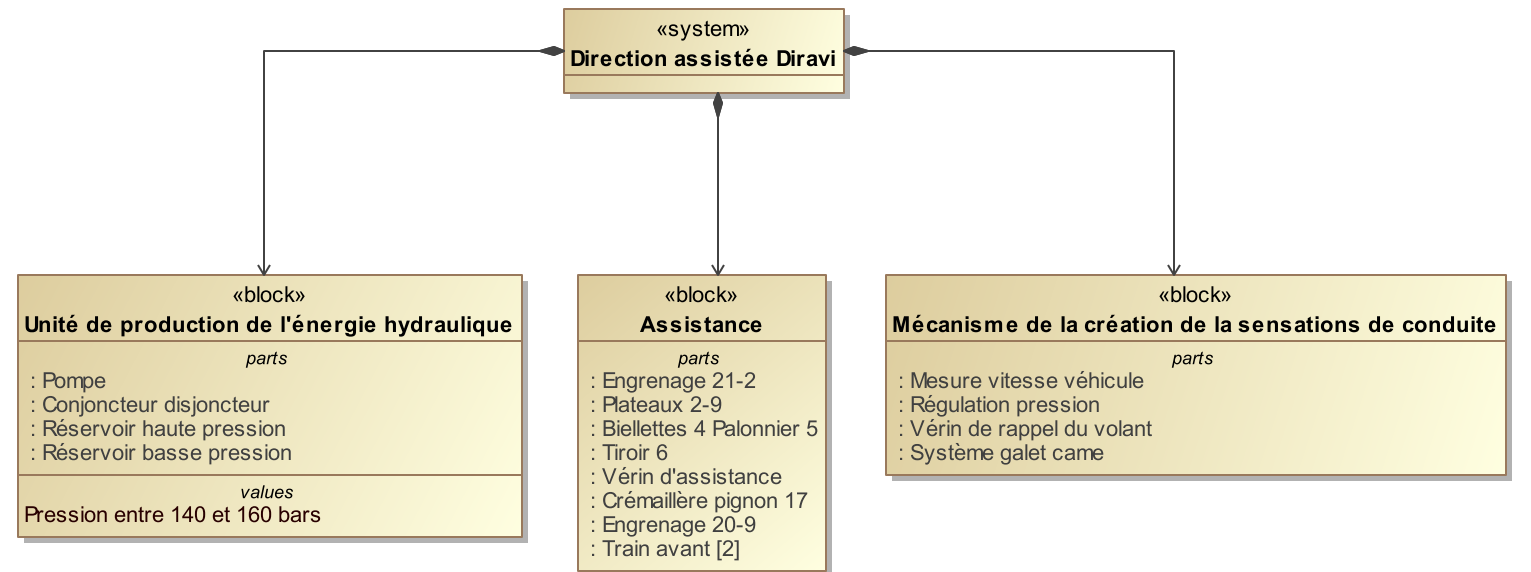 «system»
Direction assistée Diravi
«block»
Unité de production de l'énergie hydraulique
parts
: Pompe
: Conjoncteur disjoncteur
: Réservoir haute pression
: Réservoir basse pression
values
Pression entre 140 et 160 bars
«block»
Assistance
parts
: Engrenage 21-2
: Plateaux 2-9
: Biellettes 4 Palonnier 5
: Tiroir 6
: Vérin d'assistance
: Crémaillère pignon 17
: Engrenage 20-9
: Train avant [2]
«block»
Mécanisme de la création de la sensations de conduite
parts
: Mesure vitesse véhicule
: Régulation pression
: Vérin de rappel du volant
: Système galet came